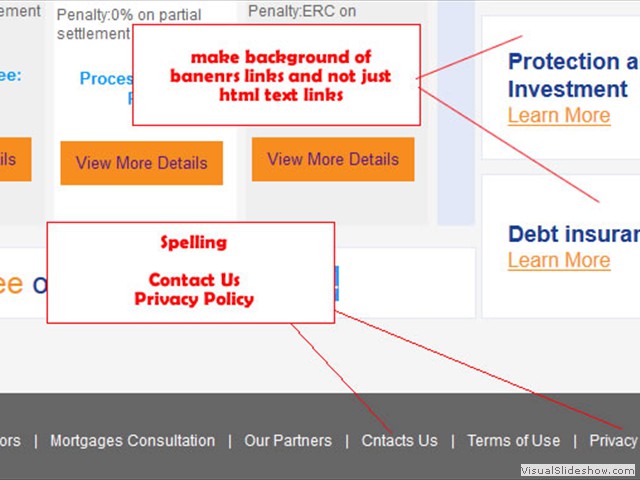 ement
Penalty:0% on partial
settlement
Penalty:ERC on
make background of
banenrs links and not just
html text links
Protection a
Investment
Learn More
ee:
Proces
ils
View More Details
View More Details
Spelling
Contact Us
Privacy Policy
Debt insura
Learn More
ee o
!
ors | Mortgages Consultation | Our Partners | Cntacts Us | Terms of Use | Privacy
VisualSlideshow.com